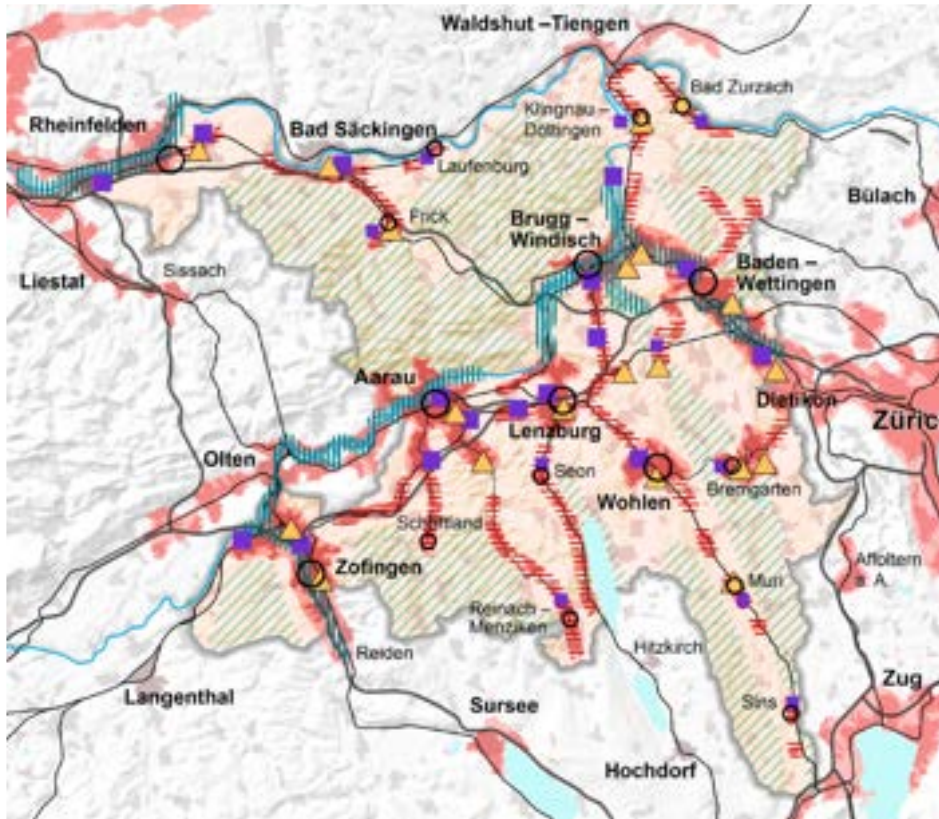 Waldshut –Tiengen
Bad Zurzach
Klingnau –
Döttingen
Rheinfelden
Bad Säckingen
Laufenburg
Bülach
Frick
Brugg –
Windisch
Liestal
Sissach
Baden –
Wettingen
Aarau
Dietikon
Züric
Lenzburg
Olten
Seon
Wohlen
Bremgarten
Schöftland
Zofingen
Affoltern
a. A.
Muri
Reinach –
Menziken
Reiden
Hitzkirch
Langenthal
Sursee
Sins
Zug
Hochdorf